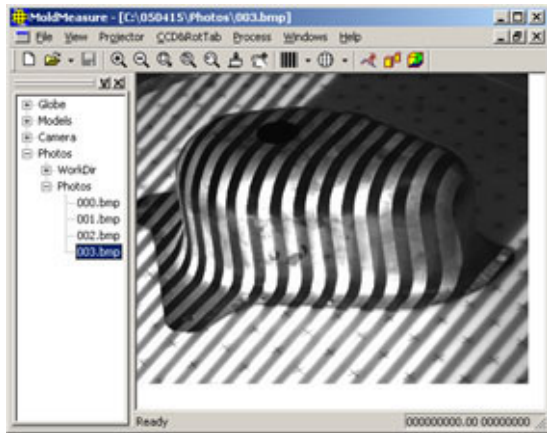 MoldMeasure - [C:\050415\Photos\003.bmp]
File View Projector CCD&RotTab Process Windows Help
Globe
Models
Camera
Photos
WorkDir
Photos
000.bmp
001.bmp
002.bmp
003.bmp
Ready
000000000.00 00000000